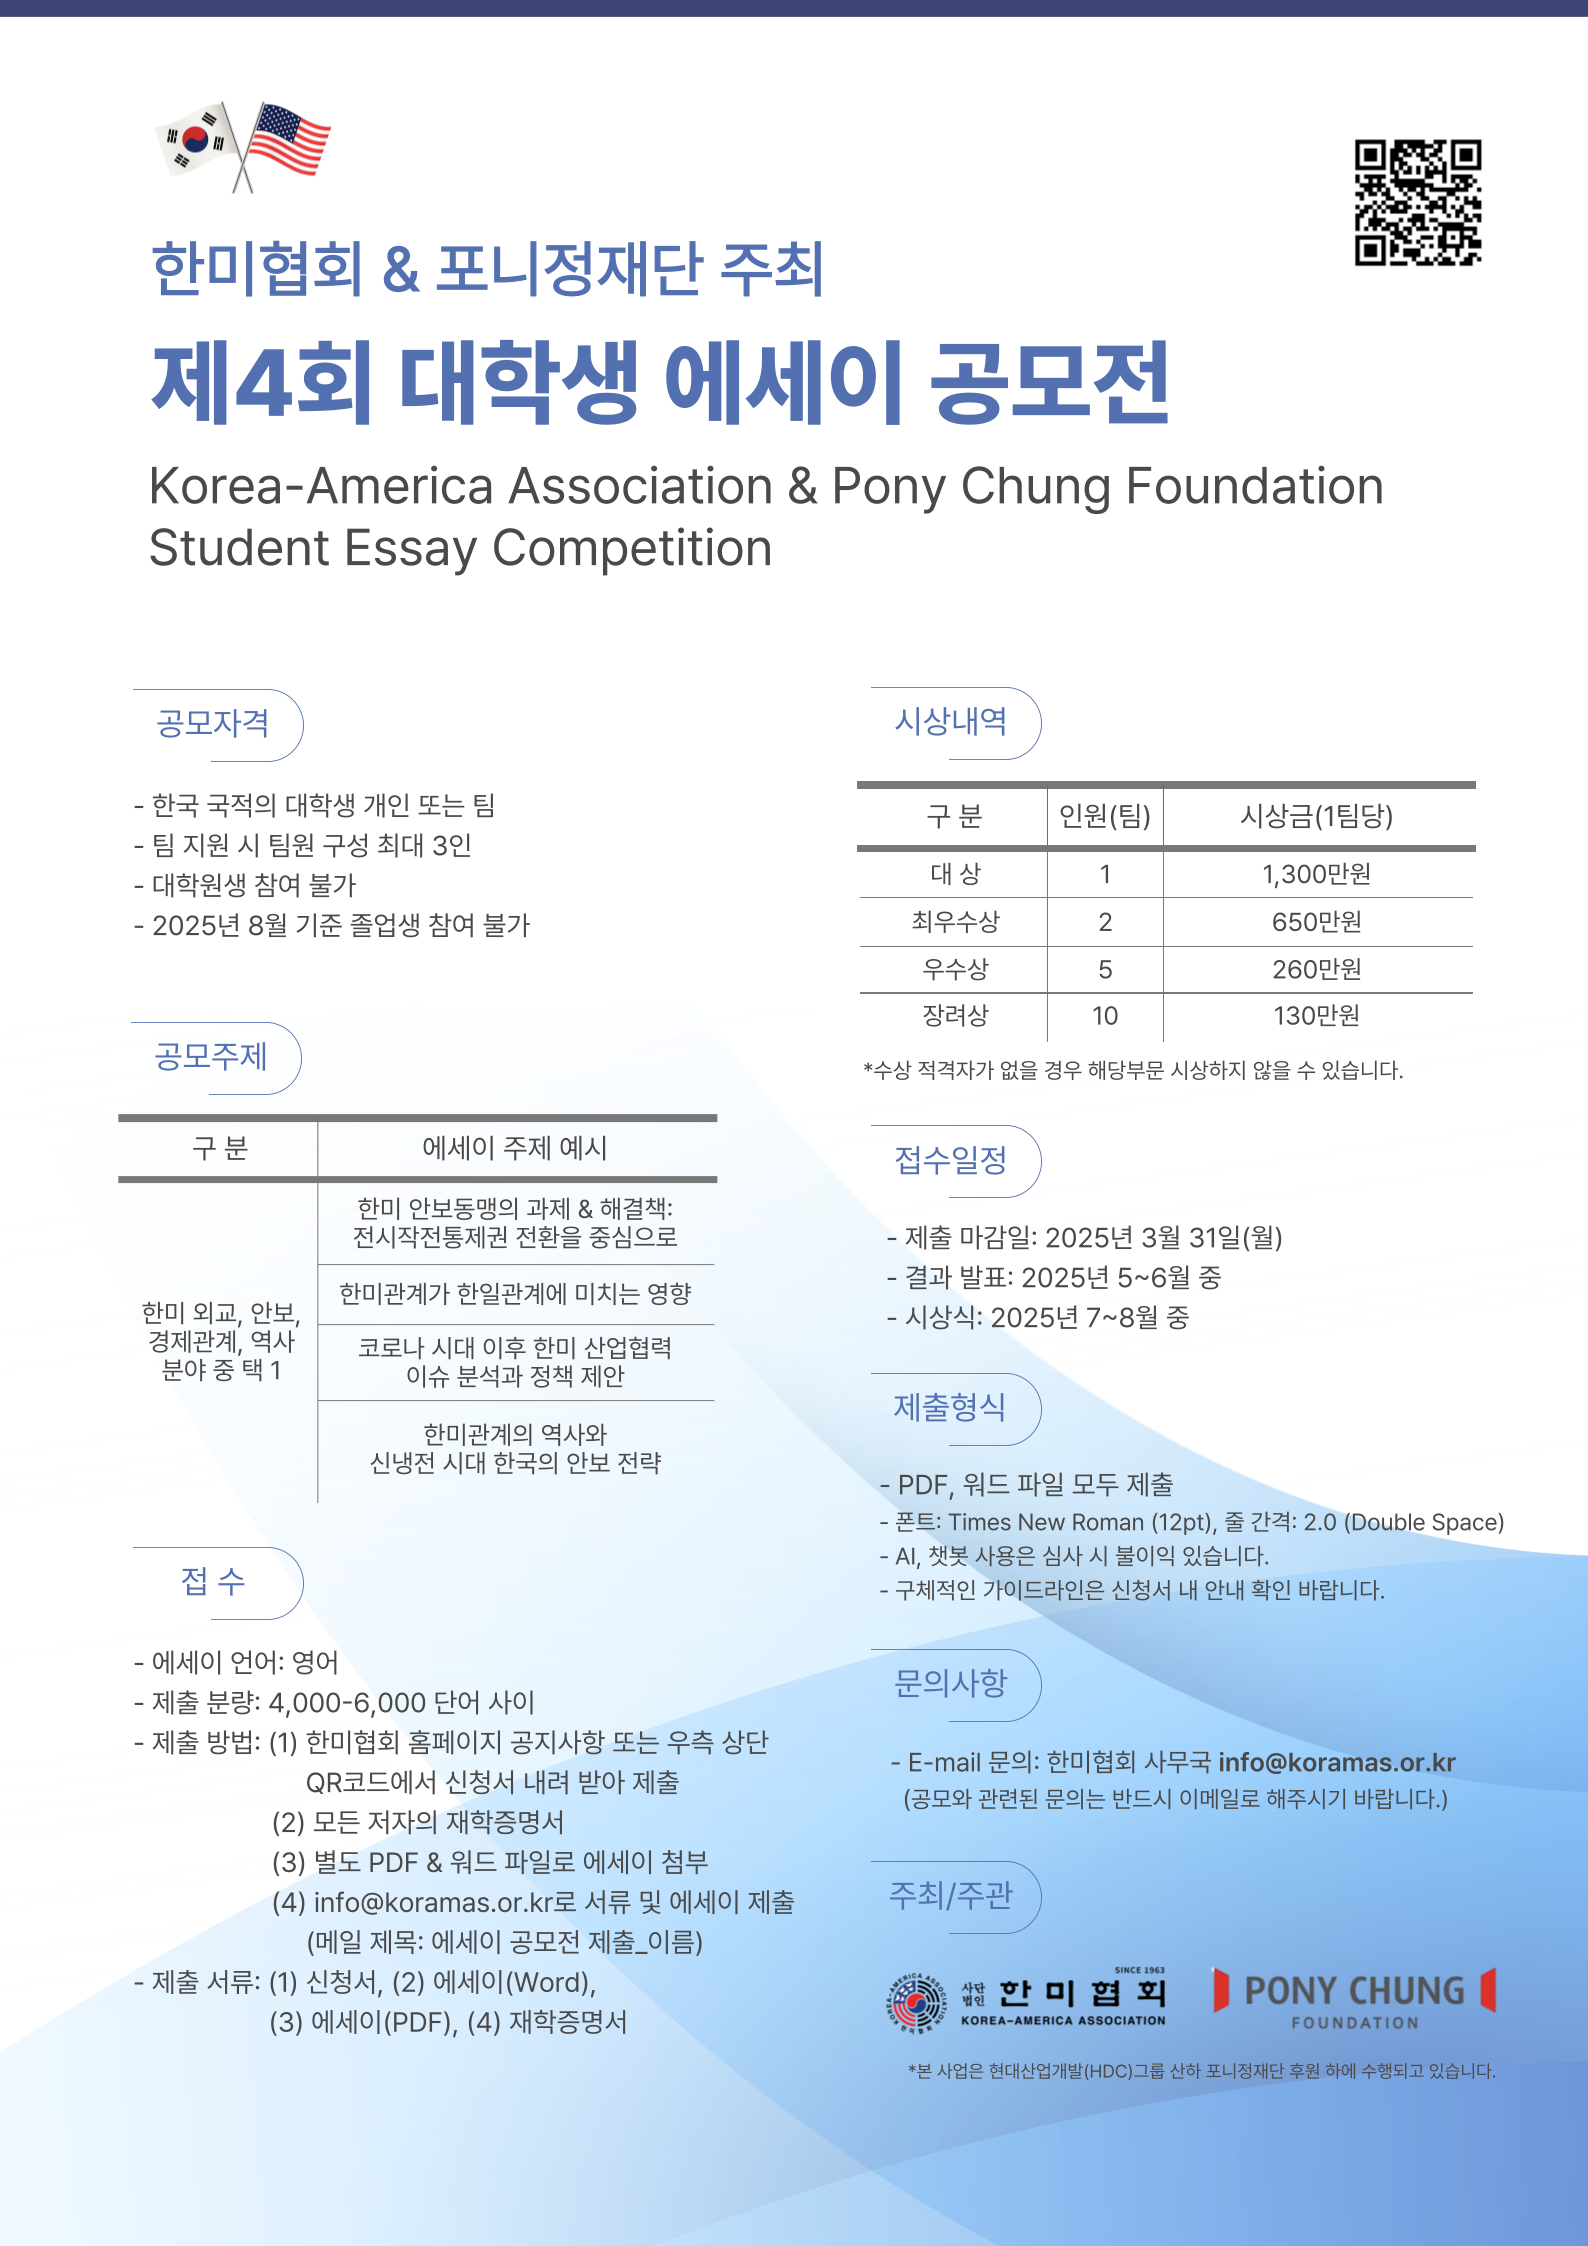 한미협회 & 포니정재단 주최
제4회 대학생 에세이 공모전
Korea-America Association & Pony Chung Foundation
Student Essay Competition
공모자격
- 한국 국적의 대학생 개인 또는 팀
- 팀 지원 시 팀원 구성 최대 3인
- 대학원생 참여 불가
- 2025년 8월 기준 졸업생 참여 불가
공모주제
구 분 에세이 주제 예시
한미 외교, 안보,
경제관계, 역사
분야 중 택 1
한미 안보동맹의 과제 & 해결책:
전시작전통제권 전환을 중심으로
한미관계가 한일관계에 미치는 영향
코로나 시대 이후 한미 산업협력
이슈 분석과 정책 제안
한미관계의 역사와
신냉전 시대 한국의 안보 전략
접 수
- 에세이 언어: 영어
- 제출 분량: 4,000-6,000 단어 사이
- 제출 방법: (1) 한미협회 홈페이지 공지사항 또는 우측 상단
QR코드에서 신청서 내려 받아 제출
(2) 모든 저자의 재학증명서
(3) 별도 PDF & 워드 파일로 에세이 첨부
(4) info@koramas.or.kr로 서류 및 에세이 제출
(메일 제목: 에세이 공모전 제출_이름)
- 제출 서류: (1) 신청서, (2) 에세이(Word),
(3) 에세이(PDF), (4) 재학증명서
시상내역
구 분 인원(팀) 시상금(1팀당)
대 상 1 1,300만원
최우수상 2 650만원
우수상 5 260만원
장려상 10 130만원
*수상 적격자가 없을 경우 해당부문 시상하지 않을 수 있습니다.
접수일정
- 제출 마감일: 2025년 3월 31일(월)
- 결과 발표: 2025년 5~6월 중
- 시상식: 2025년 7~8월 중
제출형식
- PDF, 워드 파일 모두 제출
- 폰트: Times New Roman (12pt), 줄 간격: 2.0 (Double Space)
- AI, 챗봇 사용은 심사 시 불이익 있습니다.
- 구체적인 가이드라인은 신청서 내 안내 확인 바랍니다.
문의사항
- E-mail 문의: 한미협회 사무국 info@koramas.or.kr
(공모와 관련된 문의는 반드시 이메일로 해주시기 바랍니다.)
주최/주관
SINCE 1963
사단법인 한미협회
KOREA-AMERICA ASSOCIATION
PONY CHUNG
FOUNDATION
*본 사업은 현대산업개발(HDC)그룹 산하 포니정재단 후원 하에 수행되고 있습니다.